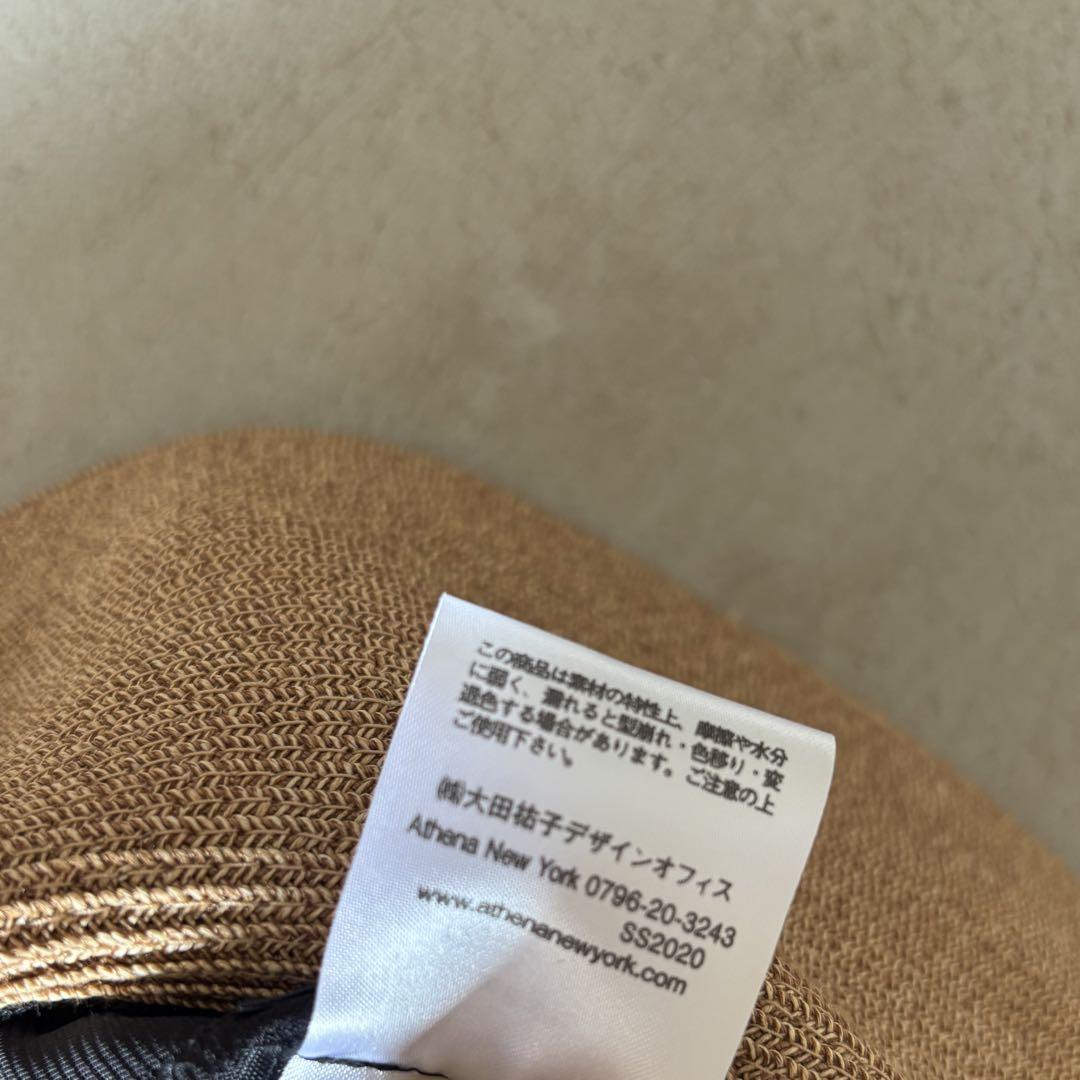 この商品は素材の特性上、摩擦や水分
に弱く、濡れると型崩れ・色移り・変
退色する場合があります。ご注意の上
ご使用下さい。
㈱大田祐子デザインオフィス
Athena New York 0796-20-3243
SS2020
www.athenanewyork.com